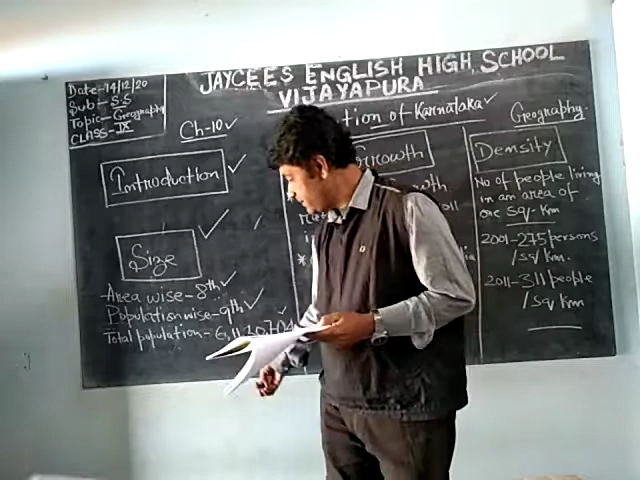 Date-14/12/20
Sub:- S.S
Topic-Geography
CLASS-IX
JAYCEES ENGLISH HIGH SCHOOL
VIJAYAPURA
Ch-10
tion of Karnataka
Geography
Introduction
Size
Area wise-8th
Population wise-9th
Total population-6,11,30,704
Growth
Density
No of people living
in an area of
one sq-Km
2001-275 persons
/sq/Km.
2011-311 people
/sq Km